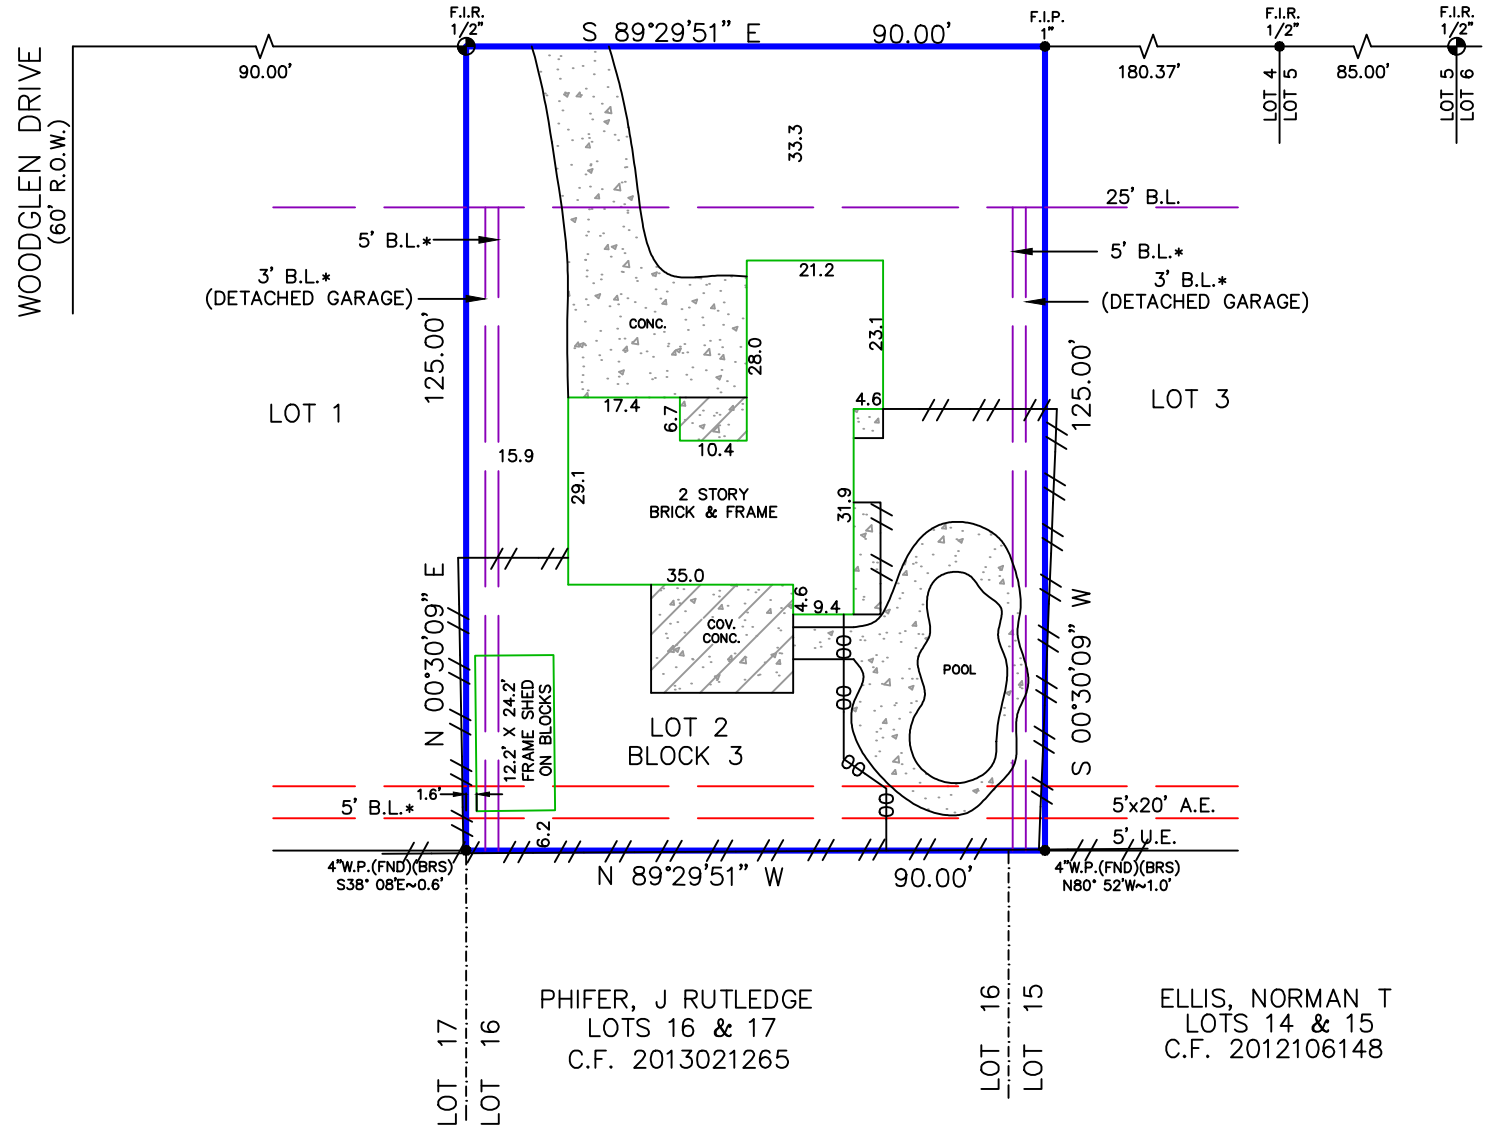 F.I.R.
1/2"
S 89°29'51" E
90.00'
F.I.P.
1"
F.I.R.
1/2"
F.I.R.
1/2"
90.00'
180.37'
85.00'
LOT 4
LOT 5
LOT 5
LOT 6
WOODGLEN DRIVE
(60' R.O.W.)
33.3
25' B.L.
5' B.L.*
5' B.L.*
3' B.L.*
(DETACHED GARAGE)
3' B.L.*
(DETACHED GARAGE)
21.2
CONC.
125.00'
28.0
23.1
125.00'
LOT 1
17.4
6.7
10.4
4.6
LOT 3
15.9
29.1
2 STORY
BRICK & FRAME
31.9
35.0
4.6
9.4
N 00°30'09" E
COV.
CONC.
POOL
S 00°30'09" W
12.2' X 24.2'
FRAME SHED
ON BLOCKS
LOT 2
BLOCK 3
1.6'
5' B.L.*
5'x20' A.E.
6.2
5' U.E.
4"W.P.(FND)(BRS)
S38° 08'E~0.6'
N 89°29'51" W
90.00'
4"W.P.(FND)(BRS)
N80° 52'W~1.0'
LOT 17
LOT 16
PHIFER, J RUTLEDGE
LOTS 16 & 17
C.F. 2013021265
LOT 16
LOT 15
ELLIS, NORMAN T
LOTS 14 & 15
C.F. 2012106148